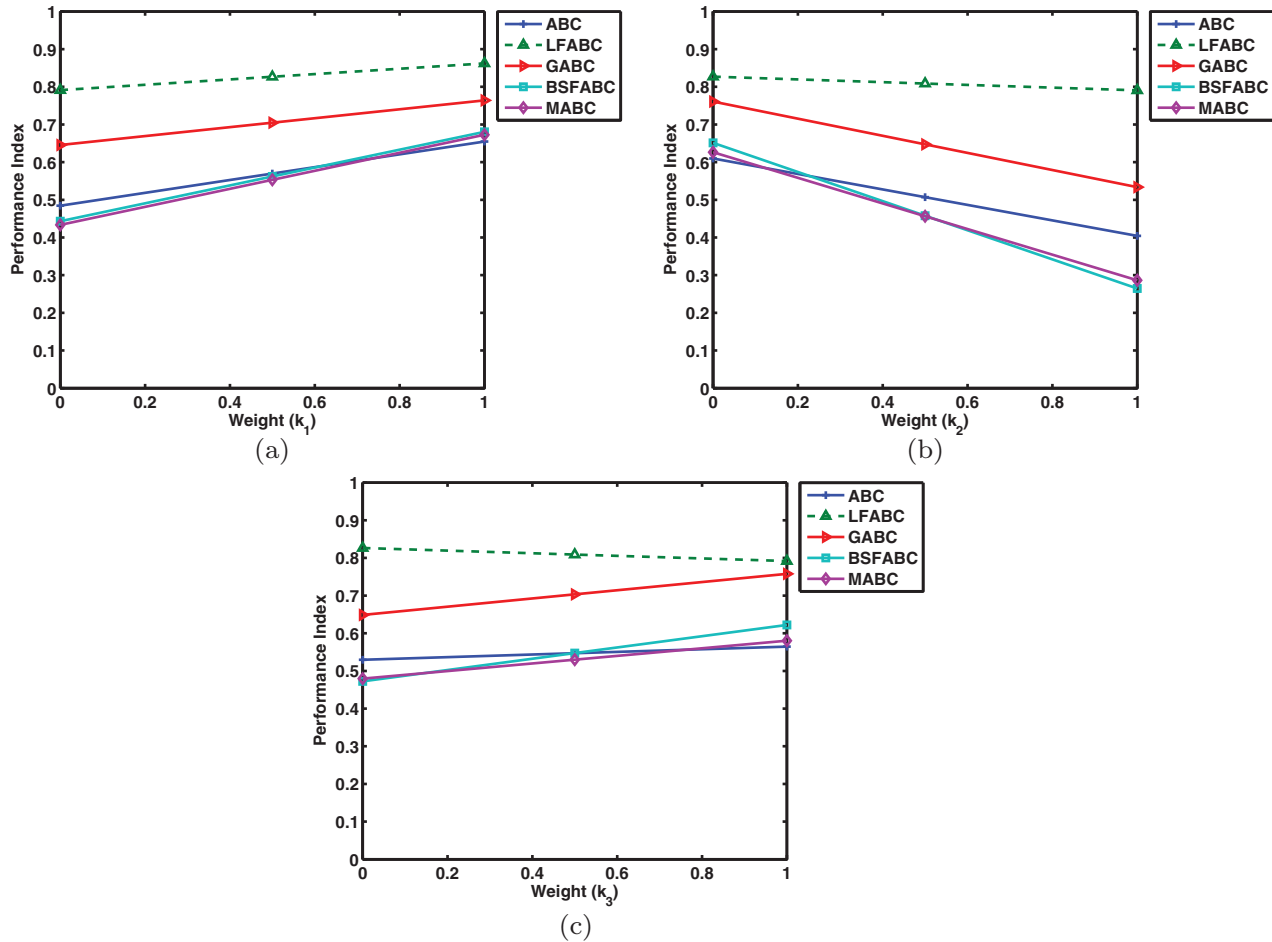 1
0.9
0.8
0.7
0.6
0.5
0.4
0.3
0.2
0.1
0
Performance Index
0 0.2 0.4 0.6 0.8 1
Weight (k1)
ABC
LFABC
GABC
BSFABC
MABC
(a)
1
0.9
0.8
0.7
0.6
0.5
0.4
0.3
0.2
0.1
0
Performance Index
0 0.2 0.4 0.6 0.8 1
Weight (k2)
ABC
LFABC
GABC
BSFABC
MABC
(b)
1
0.9
0.8
0.7
0.6
0.5
0.4
0.3
0.2
0.1
0
Performance Index
0 0.2 0.4 0.6 0.8 1
Weight (k3)
ABC
LFABC
GABC
BSFABC
MABC
(c)